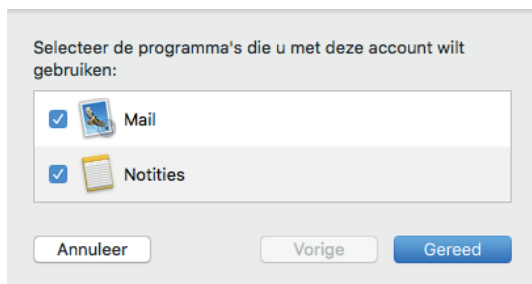 Selecteer de programma's die u met deze account wilt
gebruiken:
Mail
Notities
Annuleer Vorige Gereed